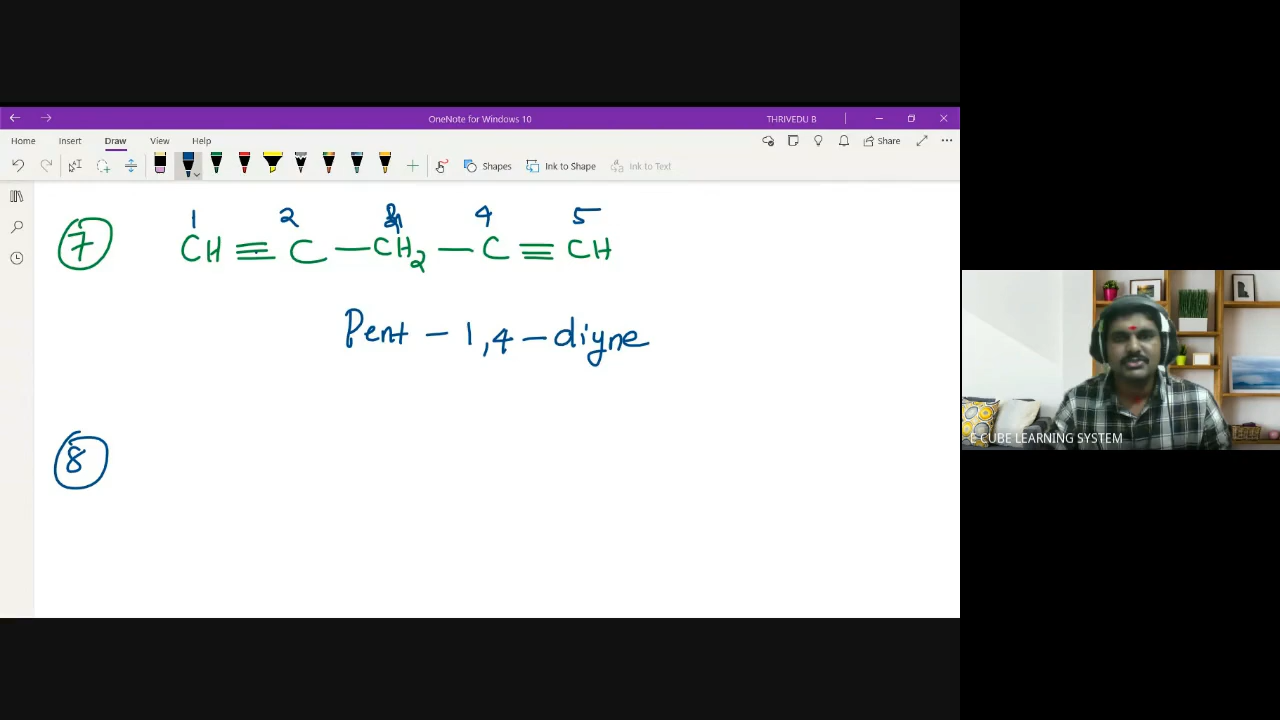 OneNote for Windows 10
THRIVEDU B
Home Insert Draw View Help
Share
Shapes Ink to Shape Ink to Text
7
1 2 4 5
CH ≡ C — CH₂ — C ≡ CH
Pent – 1,4 – diyne
8
E CUBE LEARNING SYSTEM